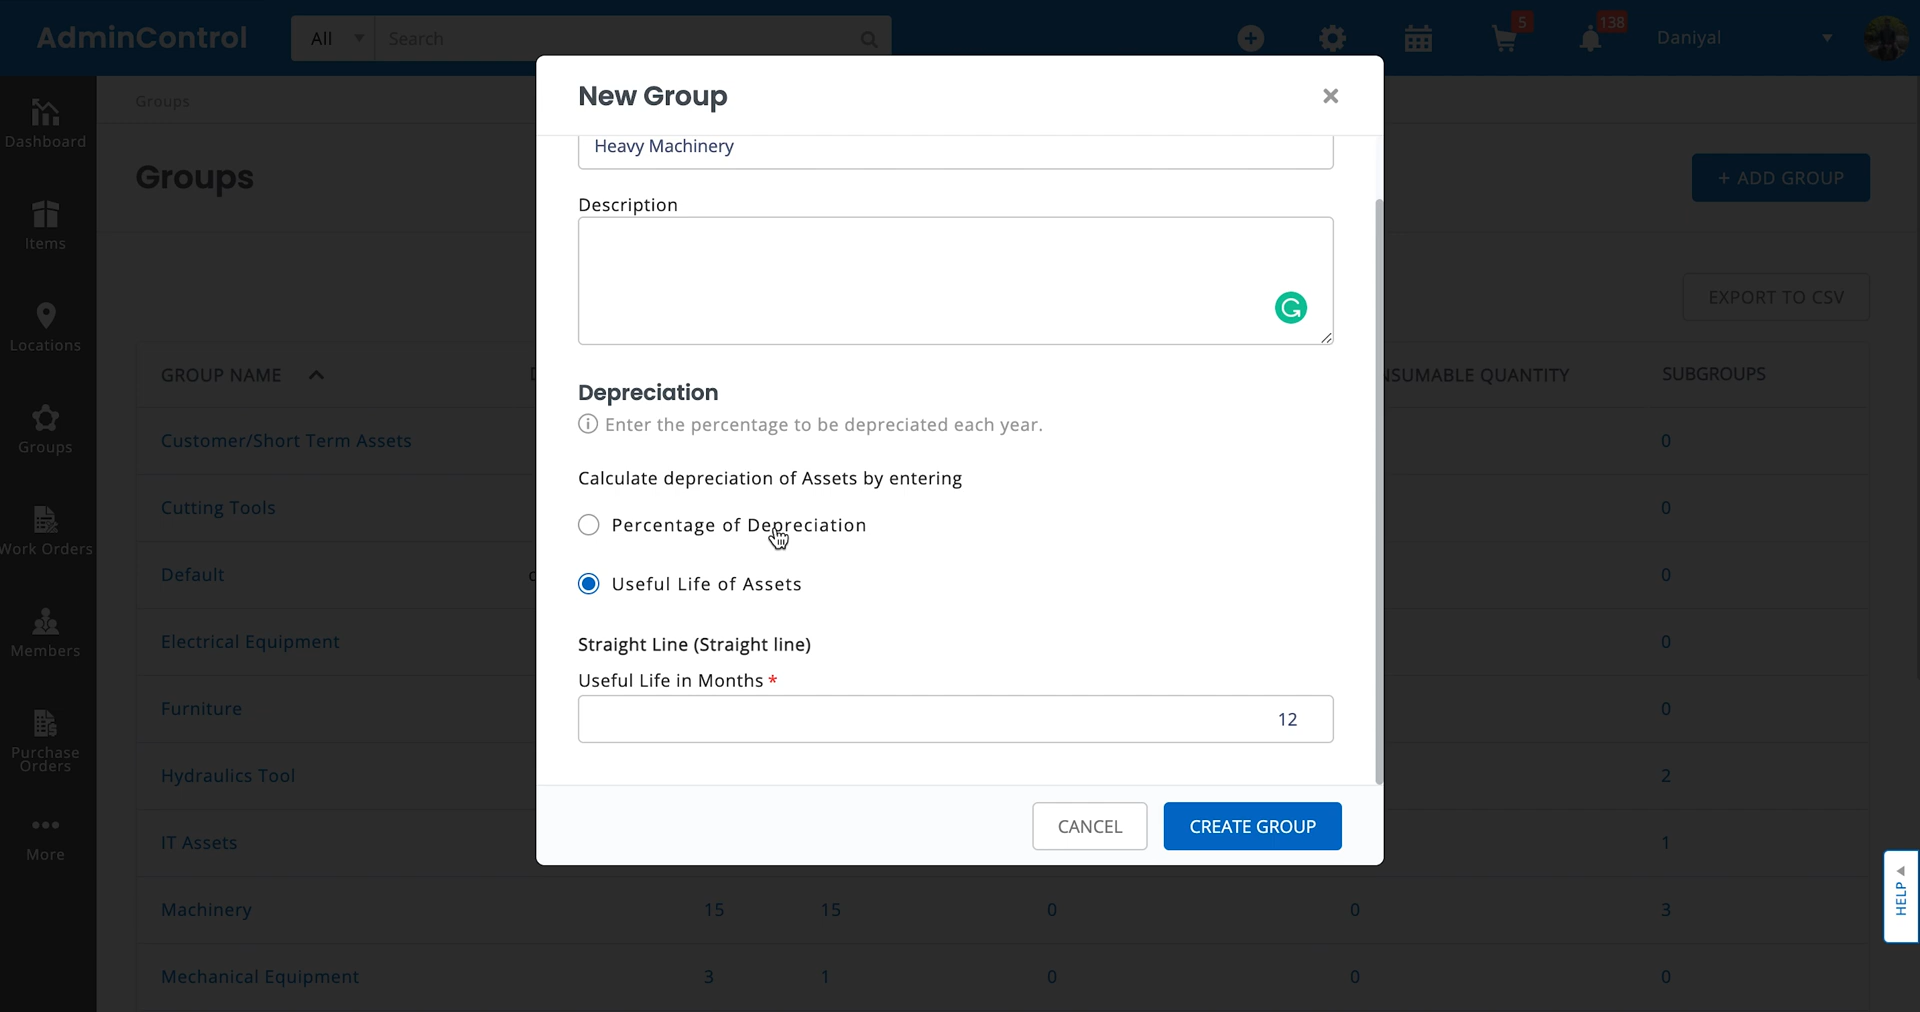 AdminControl
All
Search
5
138
Daniyal
Dashboard
Items
Locations
Groups
Work Orders
Members
Purchase
Orders
More
Groups
Groups
+ ADD GROUP
EXPORT TO CSV
GROUP NAME
NSUMABLE QUANTITY
SUBGROUPS
Customer/Short Term Assets
0
Cutting Tools
0
Default
0
Electrical Equipment
0
Furniture
0
Hydraulics Tool
2
IT Assets
1
Machinery 15 15 0 0 3
Mechanical Equipment 3 1 0 0 0
New Group
×
Heavy Machinery
Description
Depreciation
Enter the percentage to be depreciated each year.
Calculate depreciation of Assets by entering
Percentage of Depreciation
Useful Life of Assets
Straight Line (Straight line)
Useful Life in Months *
12
CANCEL
CREATE GROUP
HELP